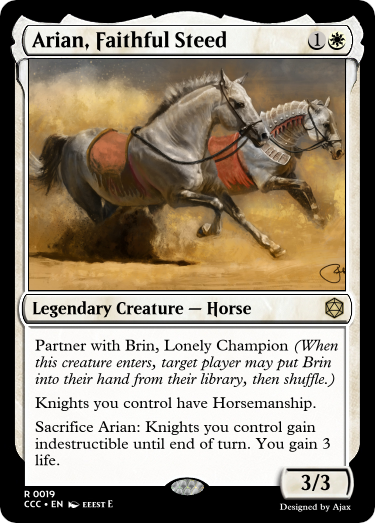 Arian, Faithful Steed 1
Legendary Creature — Horse
Partner with Brin, Lonely Champion (When
this creature enters, target player may put Brin
into their hand from their library, then shuffle.)
Knights you control have Horsemanship.
Sacrifice Arian: Knights you control gain
indestructible until end of turn. You gain 3
life.
3/3
R 0019
CCC • EN EEEST E
Designed by Ajax